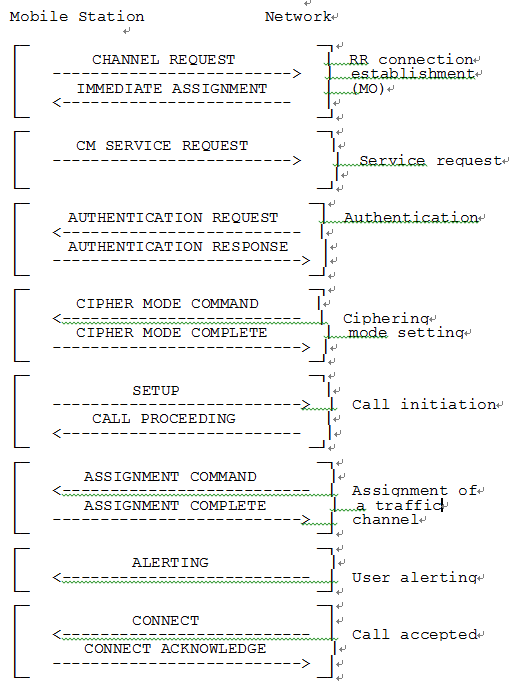 Mobile Station Network
CHANNEL REQUEST RR connection
-----------------------------> establishment
IMMEDIATE ASSIGNMENT (MO)
<----------------------------
CM SERVICE REQUEST
-----------------------------> Service request
AUTHENTICATION REQUEST Authentication
<-----------------------------
AUTHENTICATION RESPONSE
------------------------------>
CIPHER MODE COMMAND
<------------------------------ Ciphering
CIPHER MODE COMPLETE mode setting
------------------------------>
SETUP
------------------------------> Call initiation
CALL PROCEEDING
<-----------------------------
ASSIGNMENT COMMAND
<------------------------------ Assignment of
ASSIGNMENT COMPLETE a traffic
------------------------------> channel
ALERTING
<------------------------------ User alerting
CONNECT
<------------------------------ Call accepted
CONNECT ACKNOWLEDGE
------------------------------>